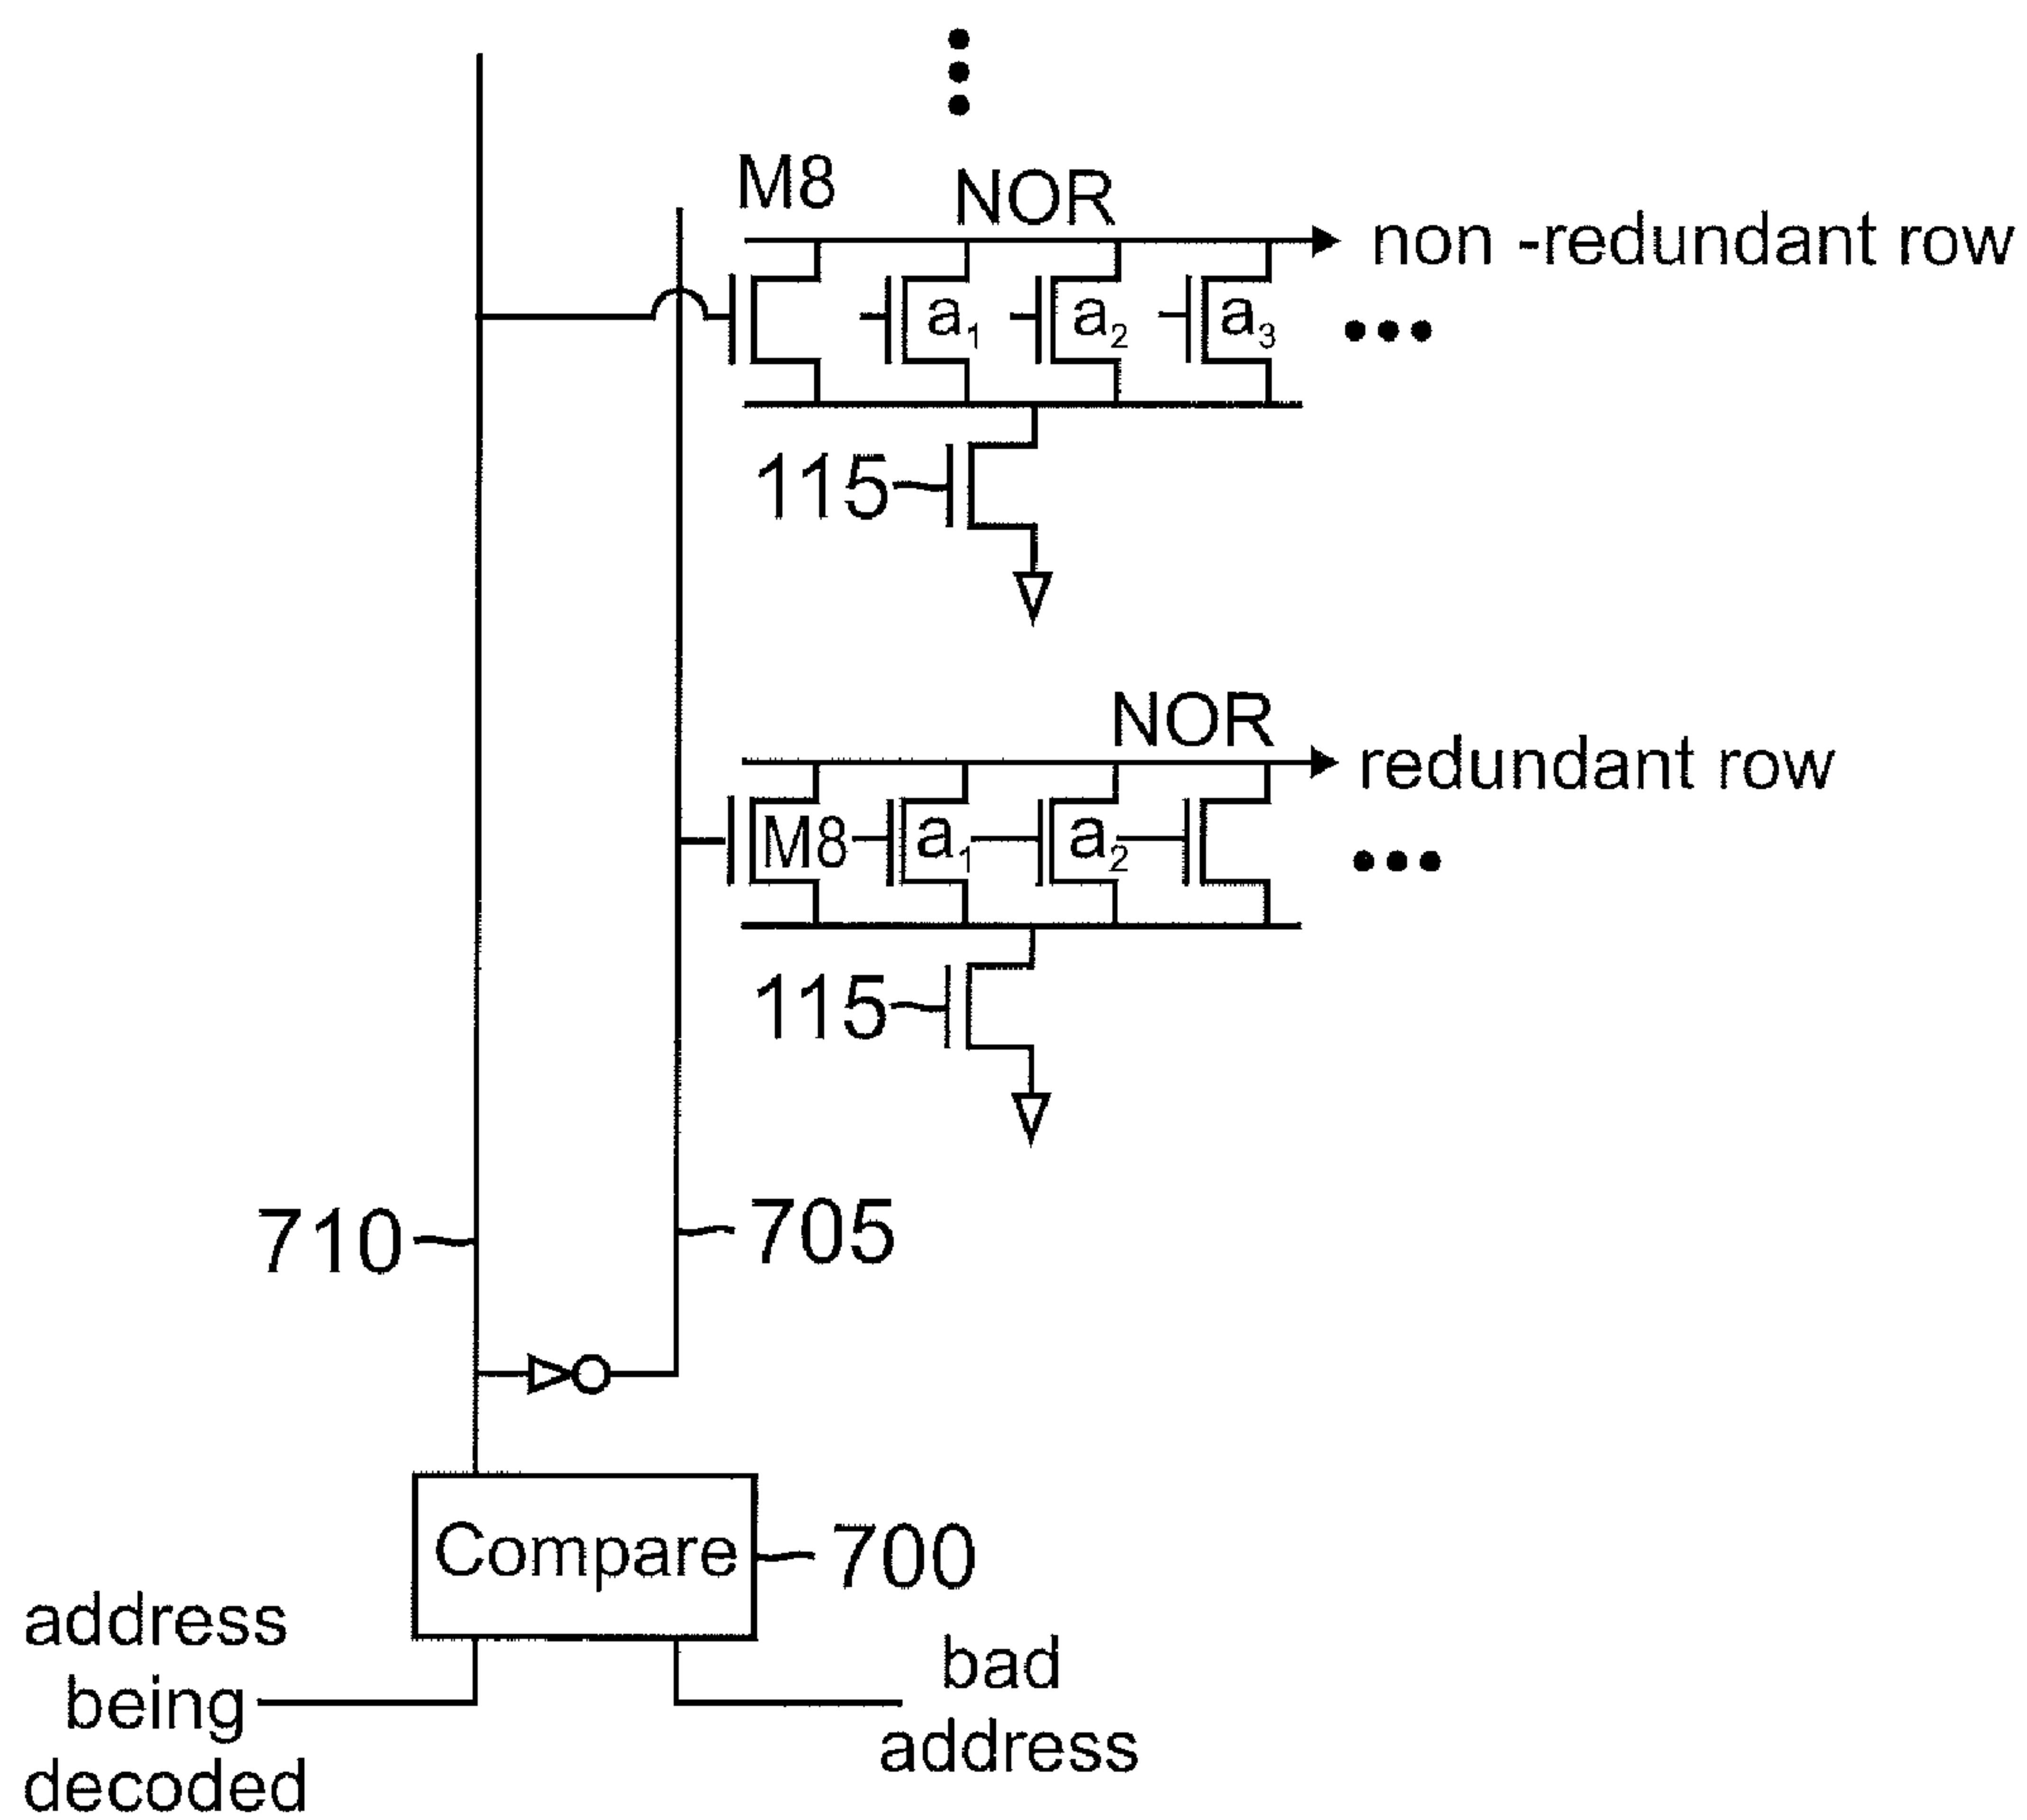 M8
NOR
non -redundant row
a1
a2
a3
115
NOR
redundant row
M8
a1
a2
115
710
705
Compare
700
address
being
decoded
bad
address